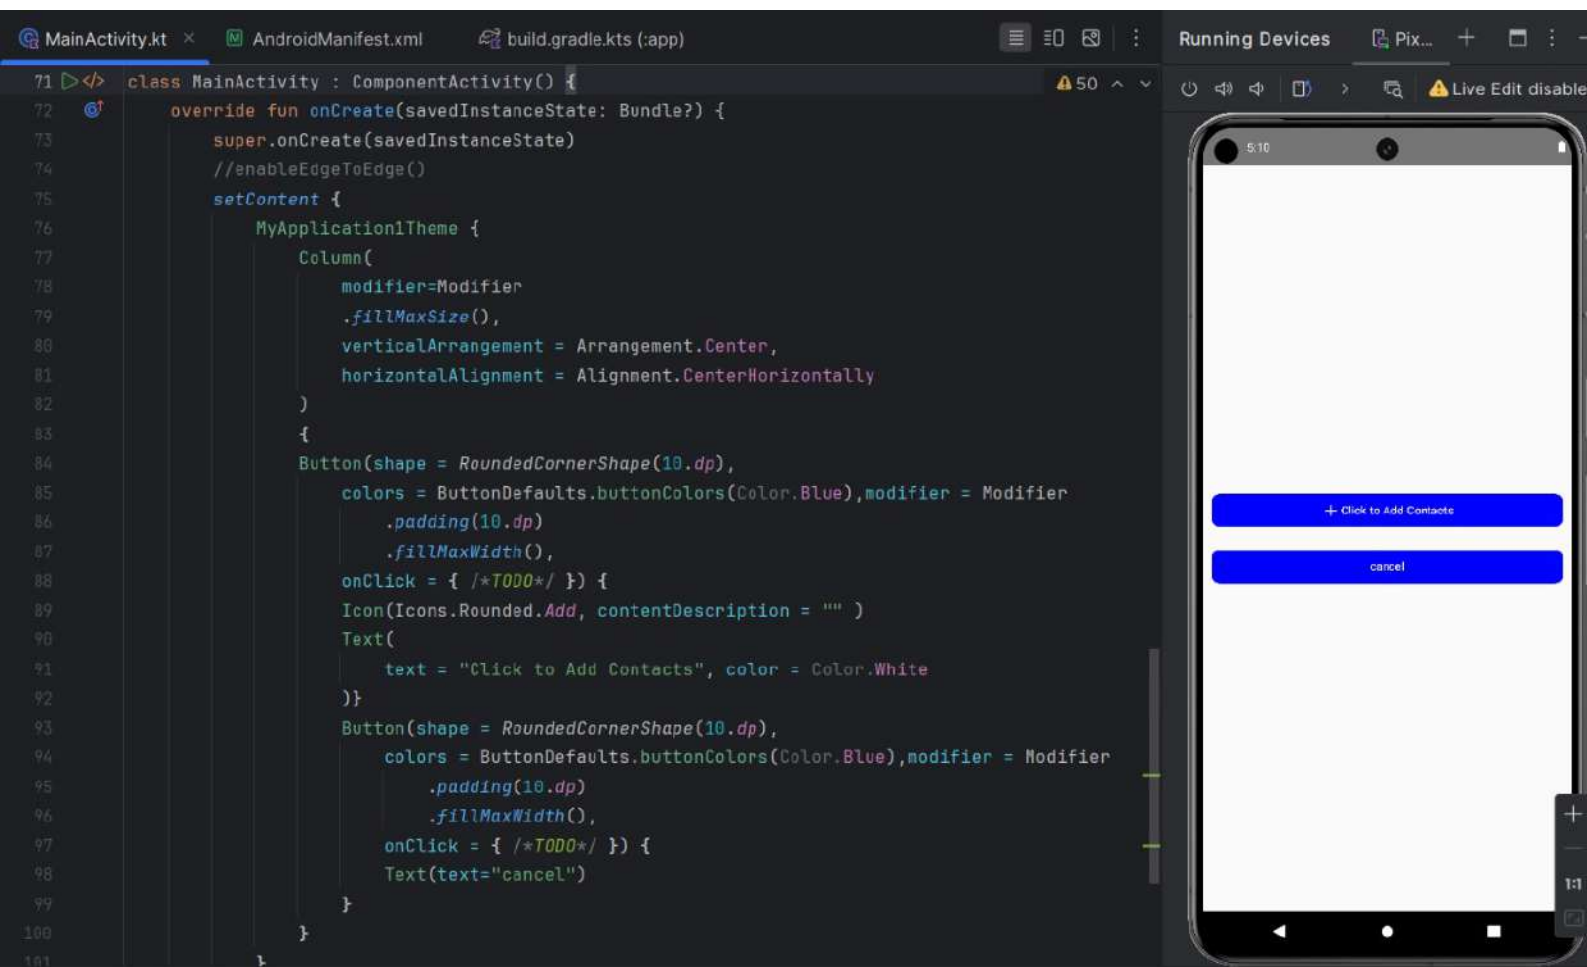 MainActivity.kt × AndroidManifest.xml build.gradle.kts (:app)
Running Devices Pix...
50
Live Edit disable
71 class MainActivity : ComponentActivity() {
72 override fun onCreate(savedInstanceState: Bundle?) {
73 super.onCreate(savedInstanceState)
74 //enableEdgeToEdge()
75 setContent {
76 MyApplication1Theme {
77 Column(
78 modifier=Modifier
79 .fillMaxSize(),
80 verticalArrangement = Arrangement.Center,
81 horizontalAlignment = Alignment.CenterHorizontally
82 )
83 {
84 Button(shape = RoundedCornerShape(10.dp),
85 colors = ButtonDefaults.buttonColors(Color.Blue),modifier = Modifier
86 .padding(10.dp)
87 .fillMaxWidth(),
88 onClick = { /*TODO*/ }) {
89 Icon(Icons.Rounded.Add, contentDescription = "" )
90 Text(
91 text = "Click to Add Contacts", color = Color.White
92 )}
93 Button(shape = RoundedCornerShape(10.dp),
94 colors = ButtonDefaults.buttonColors(Color.Blue),modifier = Modifier
95 .padding(10.dp)
96 .fillMaxWidth(),
97 onClick = { /*TODO*/ }) {
98 Text(text="cancel")
99 }
100 }
101 }
5:10
+ Click to Add Contacts
cancel
1:1